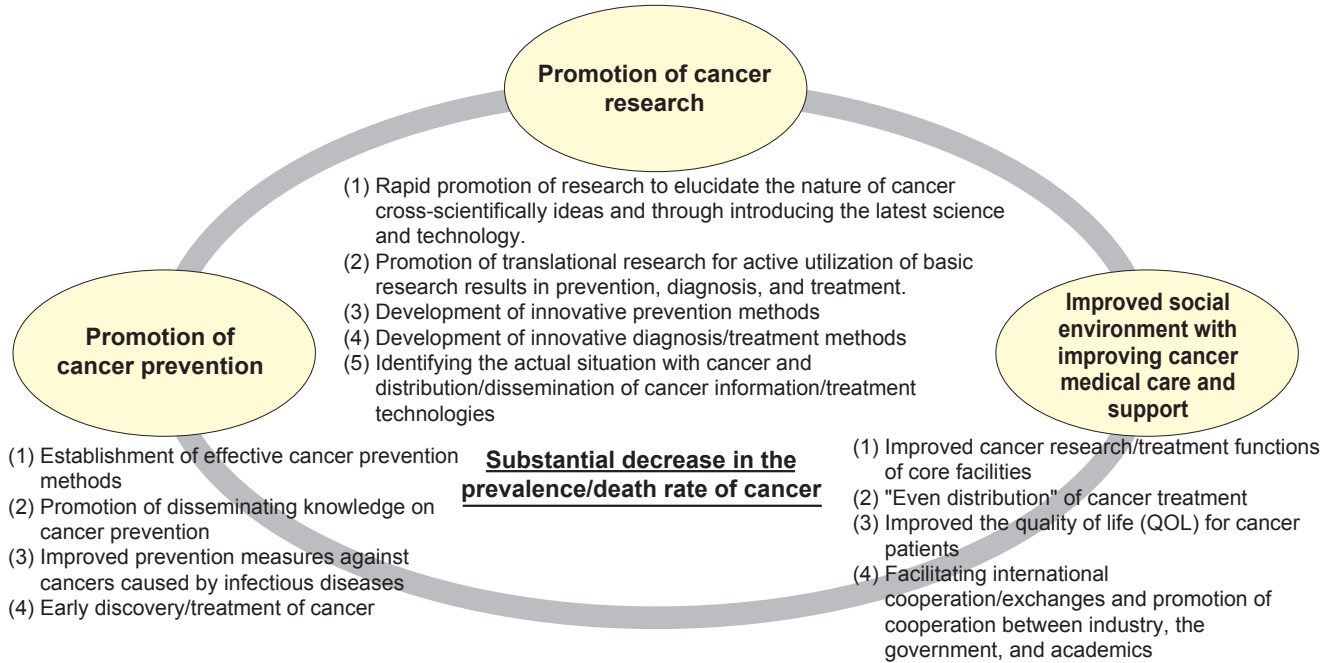 Promotion of cancer
research
(1) Rapid promotion of research to elucidate the nature of cancer
cross-scientifically ideas and through introducing the latest science
and technology.
(2) Promotion of translational research for active utilization of basic
research results in prevention, diagnosis, and treatment.
(3) Development of innovative prevention methods
(4) Development of innovative diagnosis/treatment methods
(5) Identifying the actual situation with cancer and
distribution/dissemination of cancer information/treatment
technologies
Promotion of
cancer prevention
(1) Establishment of effective cancer prevention
methods
(2) Promotion of disseminating knowledge on
cancer prevention
(3) Improved prevention measures against
cancers caused by infectious diseases
(4) Early discovery/treatment of cancer
Substantial decrease in the
prevalence/death rate of cancer
Improved social
environment with
improving cancer
medical care and
support
(1) Improved cancer research/treatment functions
of core facilities
(2) "Even distribution" of cancer treatment
(3) Improved the quality of life (QOL) for cancer
patients
(4) Facilitating international
cooperation/exchanges and promotion of
cooperation between industry, the
government, and academics